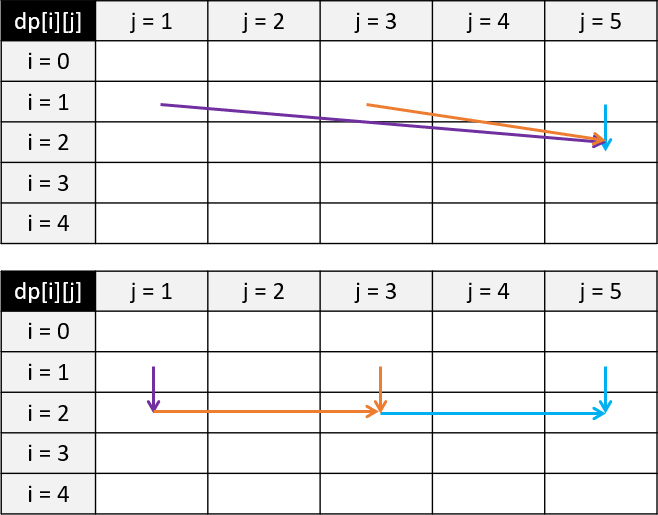 dp[i][j] j = 1 j = 2 j = 3 j = 4 j = 5
i = 0
i = 1
i = 2
i = 3
i = 4
dp[i][j] j = 1 j = 2 j = 3 j = 4 j = 5
i = 0
i = 1
i = 2
i = 3
i = 4